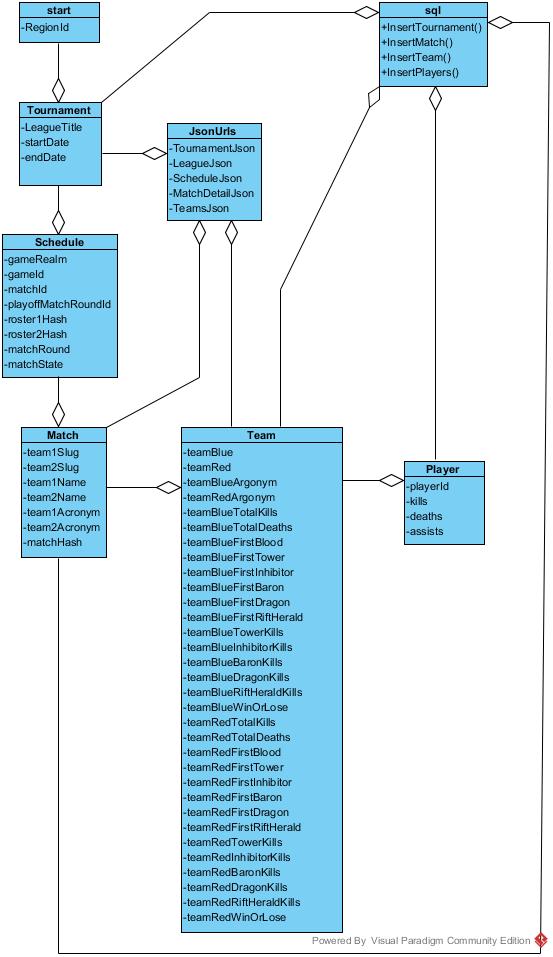 start
-RegionId
sql
+InsertTournament()
+InsertMatch()
+InsertTeam()
+InsertPlayers()
Tournament
-LeagueTitle
-startDate
-endDate
JsonUrls
-TournamentJson
-LeagueJson
-ScheduleJson
-MatchDetailJson
-TeamsJson
Schedule
-gameRealm
-gameId
-matchId
-playoffMatchRoundId
-roster1Hash
-roster2Hash
-matchRound
-matchState
Match
-team1Slug
-team2Slug
-team1Name
-team2Name
-team1Acronym
-team2Acronym
-matchHash
Team
-teamBlue
-teamRed
-teamBlueArgonym
-teamRedArgonym
-teamBlueTotalKills
-teamBlueTotalDeaths
-teamBlueFirstBlood
-teamBlueFirstTower
-teamBlueFirstInhibitor
-teamBlueFirstBaron
-teamBlueFirstDragon
-teamBlueFirstRiftHerald
-teamBlueTowerKills
-teamBlueInhibitorKills
-teamBlueBaronKills
-teamBlueDragonKills
-teamBlueRiftHeraldKills
-teamBlueWinOrLose
-teamRedTotalKills
-teamRedTotalDeaths
-teamRedFirstBlood
-teamRedFirstTower
-teamRedFirstInhibitor
-teamRedFirstBaron
-teamRedFirstDragon
-teamRedFirstRiftHerald
-teamRedTowerKills
-teamRedInhibitorKills
-teamRedBaronKills
-teamRedDragonKills
-teamRedRiftHeraldKills
-teamRedWinOrLose
Player
-playerId
-kills
-deaths
-assists
Powered By Visual Paradigm Community Edition